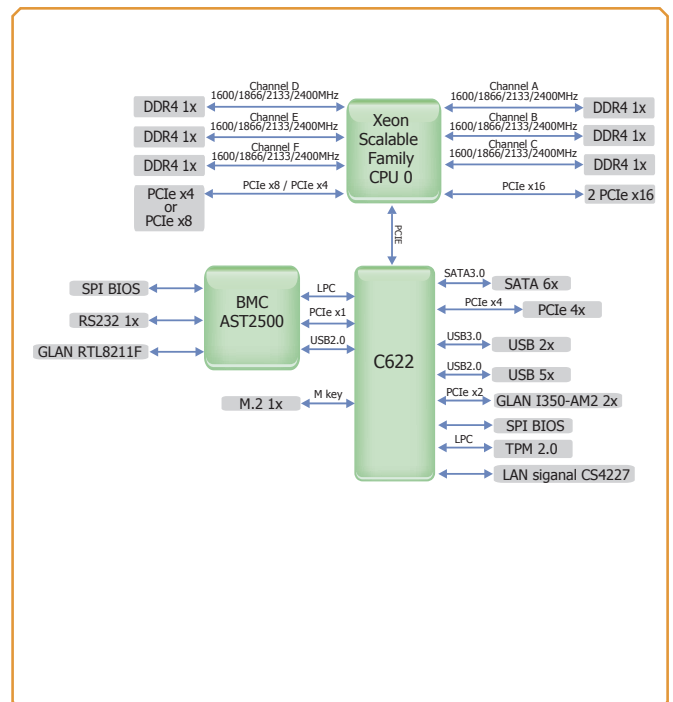 Channel D
1600/1866/2133/2400MHz
DDR4 1x
Channel E
1600/1866/2133/2400MHz
DDR4 1x
Channel F
1600/1866/2133/2400MHz
DDR4 1x
PCIe x8 / PCIe x4
PCIe x4
or
PCIe x8
Xeon
Scalable
Family
CPU 0
Channel A
1600/1866/2133/2400MHz
DDR4 1x
Channel B
1600/1866/2133/2400MHz
DDR4 1x
Channel C
1600/1866/2133/2400MHz
DDR4 1x
PCIe x16
2 PCIe x16
PCIE
SPI BIOS
RS232 1x
GLAN RTL8211F
BMC
AST2500
LPC
PCIe x1
USB2.0
M key
M.2 1x
C622
SATA3.0
SATA 6x
PCIe x4
PCIe 4x
USB3.0
USB 2x
USB2.0
USB 5x
PCIe x2
GLAN I350-AM2 2x
SPI BIOS
LPC
TPM 2.0
LAN siganal CS4227